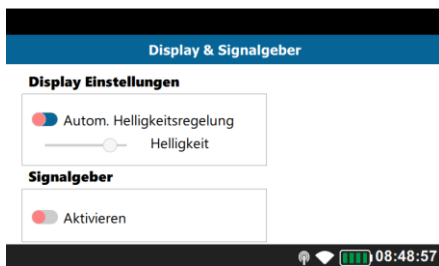 Display & Signalgeber
Display Einstellungen
Autom. Helligkeitsregelung
Helligkeit
Signalgeber
Aktivieren
08:48:57